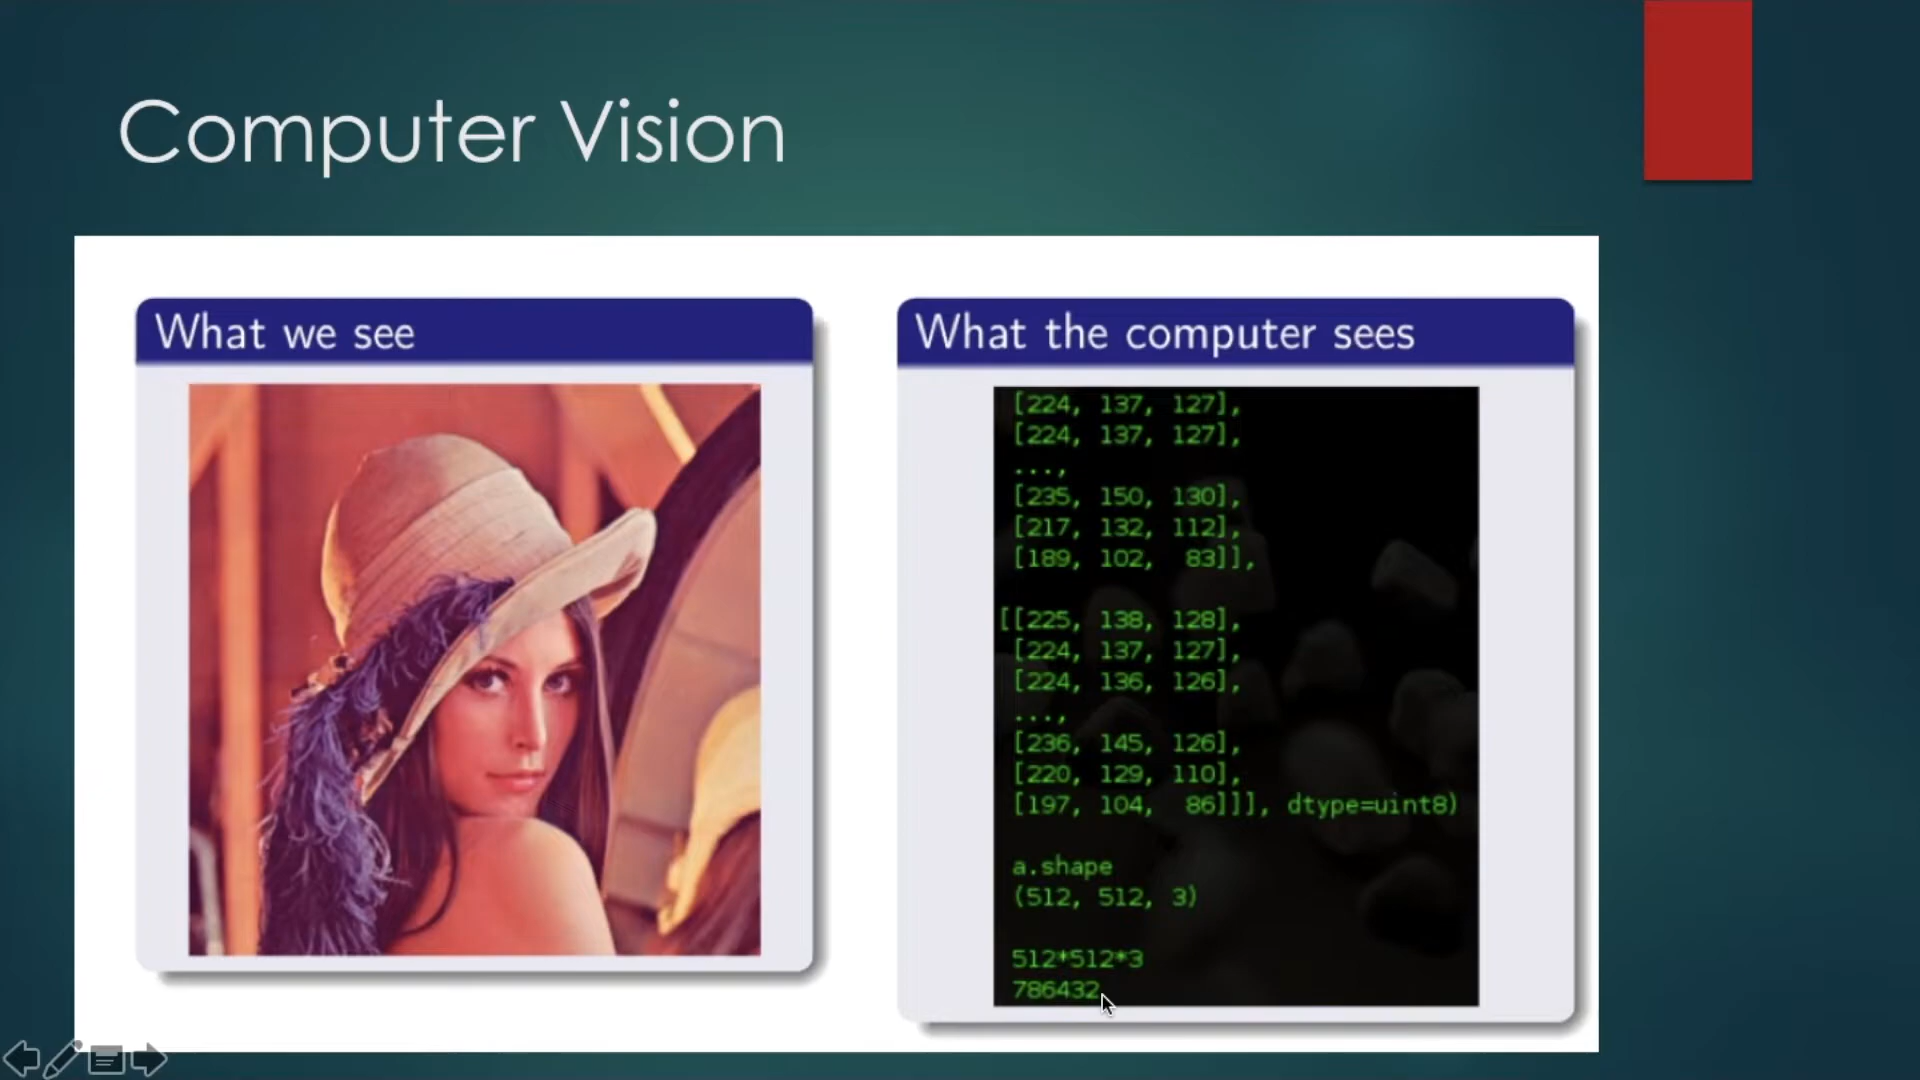 Computer Vision
What we see
What the computer sees
[224, 137, 127],
[224, 137, 127],
...,
[235, 150, 130],
[217, 132, 112],
[189, 102,  83]],
[[225, 138, 128],
[224, 137, 127],
[224, 136, 126],
...,
[236, 145, 126],
[220, 129, 110],
[197, 104,  86]]], dtype=uint8)
a.shape
(512, 512, 3)
512*512*3
786432